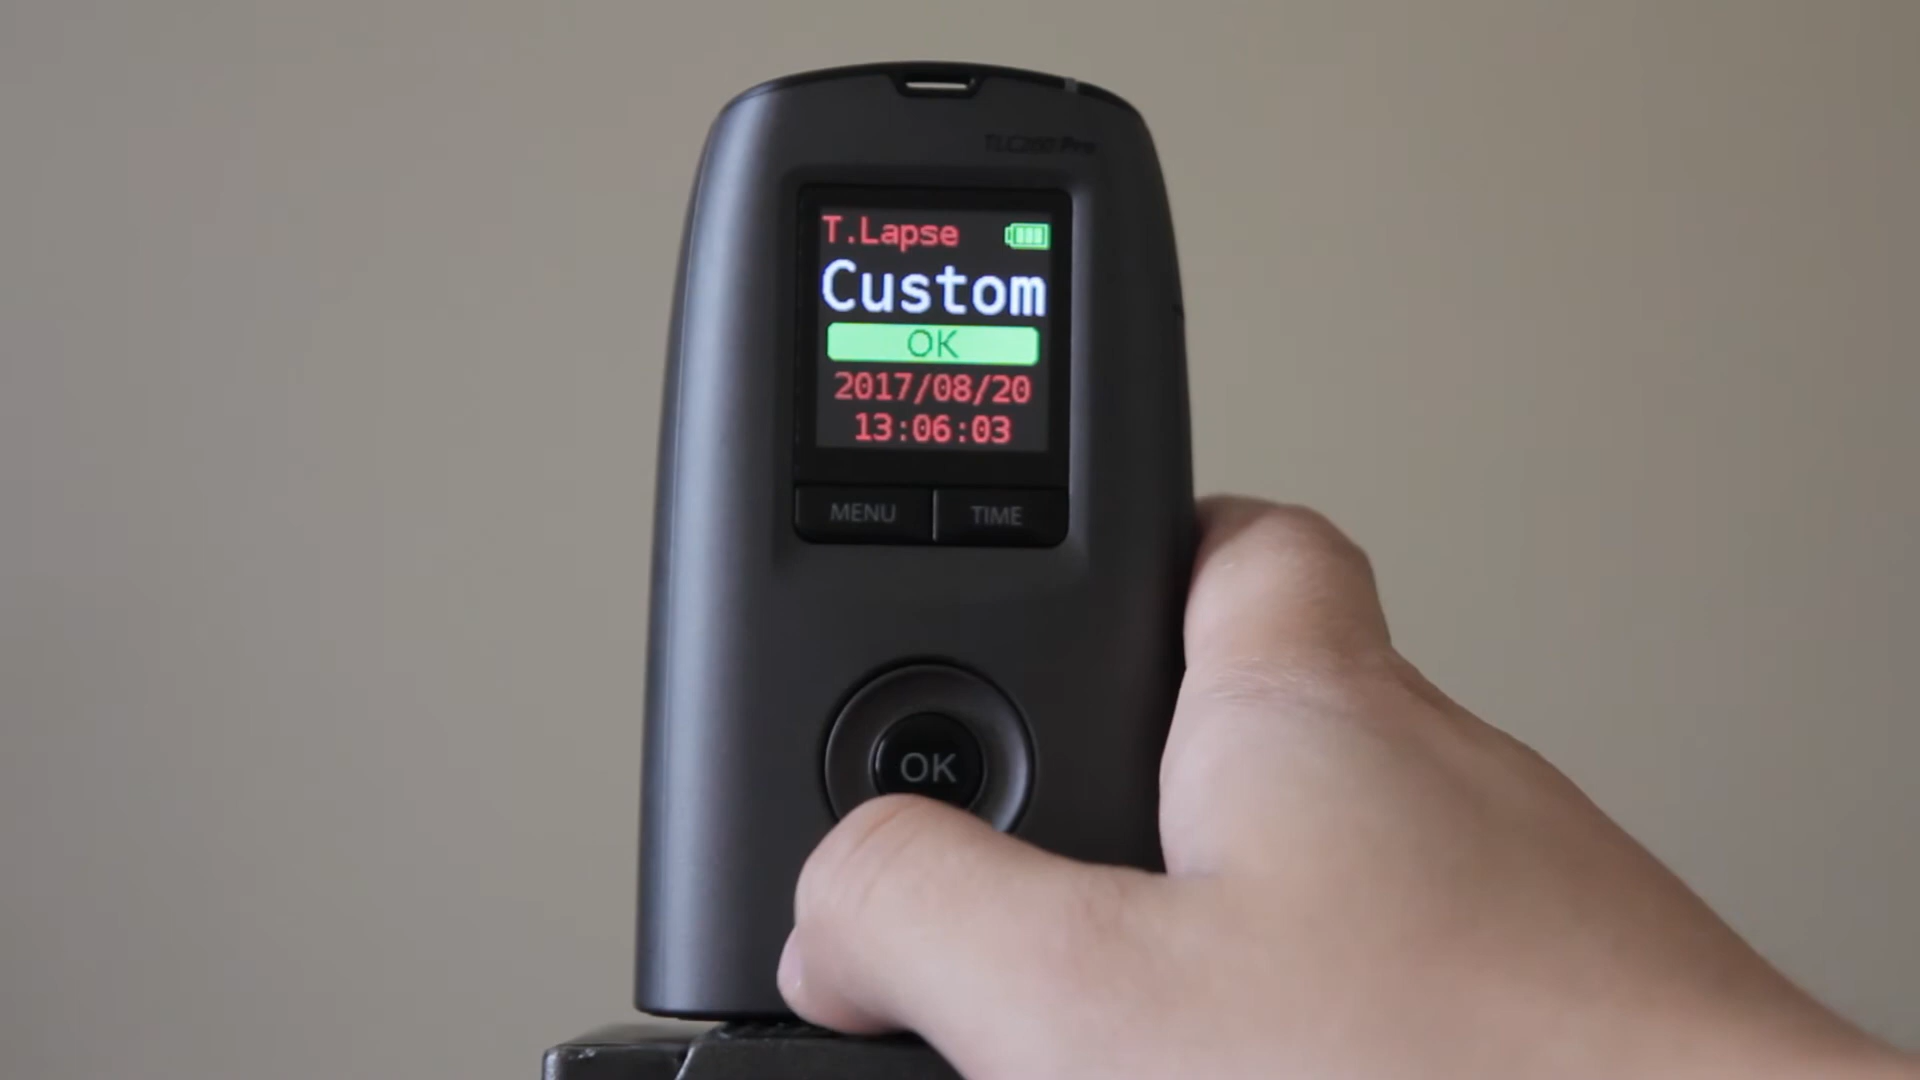 T.Lapse
Custom
OK
2017/08/20
13:06:03
MENU TIME
OK